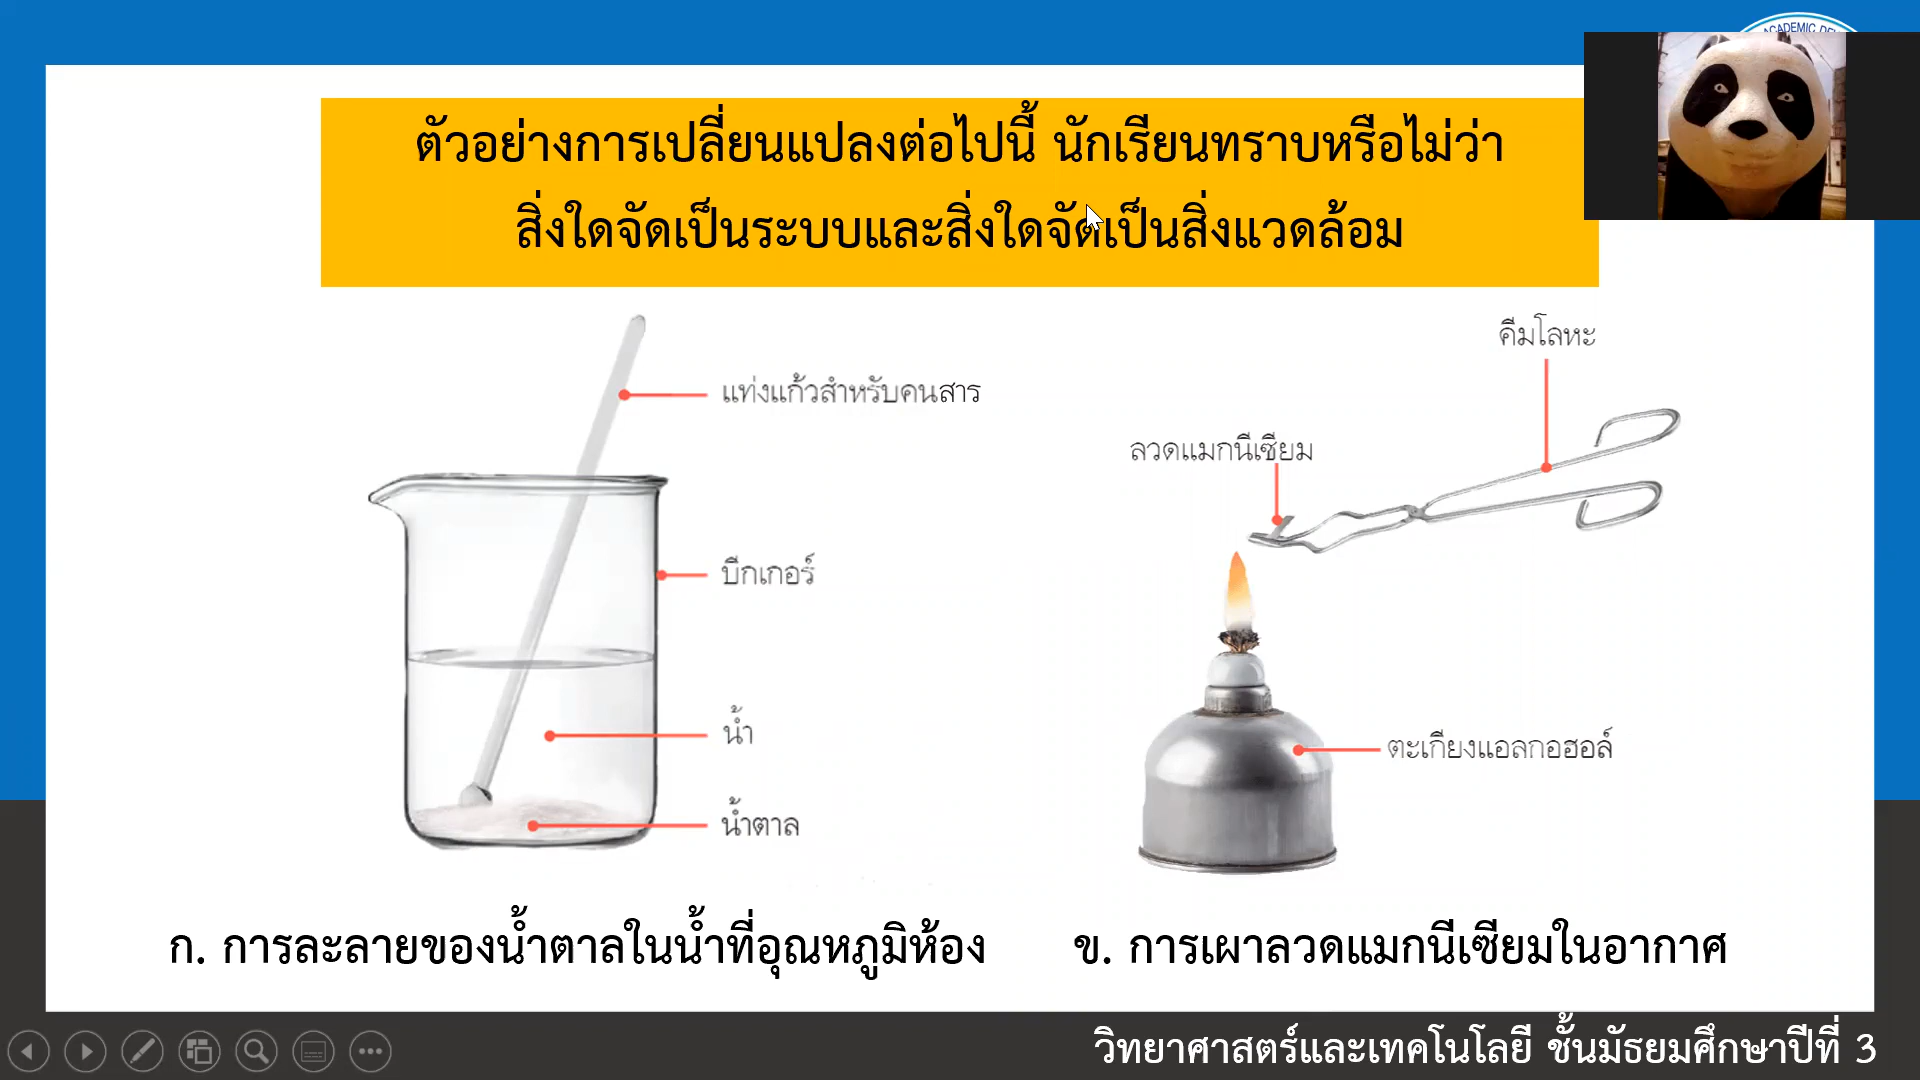 ACADEMIC
ตัวอย่างการเปลี่ยนแปลงต่อไปนี้ นักเรียนทราบหรือไม่ว่า
สิ่งใดจัดเป็นระบบและสิ่งใดจัดเป็นสิ่งแวดล้อม
แท่งแก้วสำหรับคนสาร
บีกเกอร์
น้ำ
น้ำตาล
คีมโลหะ
ลวดแมกนีเซียม
ตะเกียงแอลกอฮอล์
ก. การละลายของน้ำตาลในน้ำที่อุณหภูมิห้อง
ข. การเผาลวดแมกนีเซียมในอากาศ
วิทยาศาสตร์และเทคโนโลยี ชั้นมัธยมศึกษาปีที่ 3